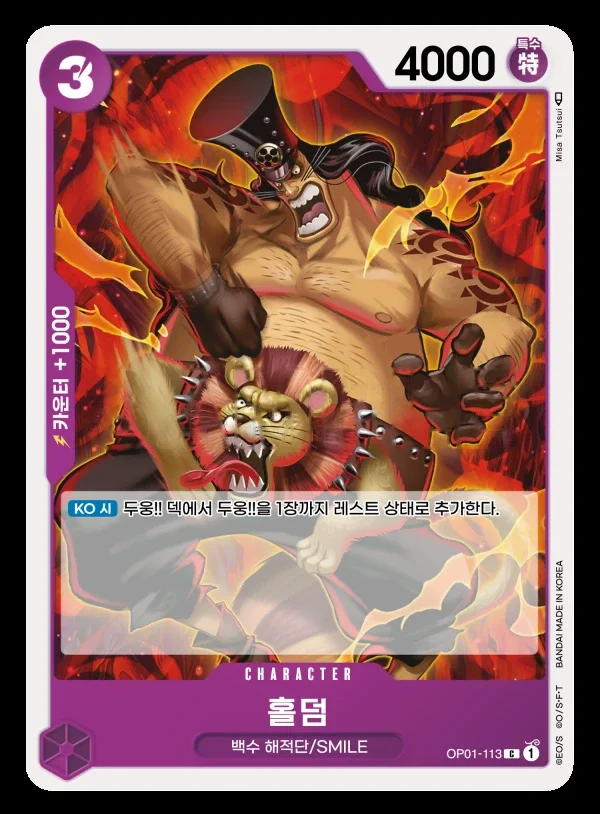 3
4000
특수
特
Misa Tsutsui
카운터 +1000
KO 시 두웅!! 덱에서 두웅!!을 1장까지 레스트 상태로 추가한다.
CHARACTER
홀덤
백수 해적단/SMILE
OP01-113 C 1
©EO/S ©O/S·F·T BANDAI MADE IN KOREA